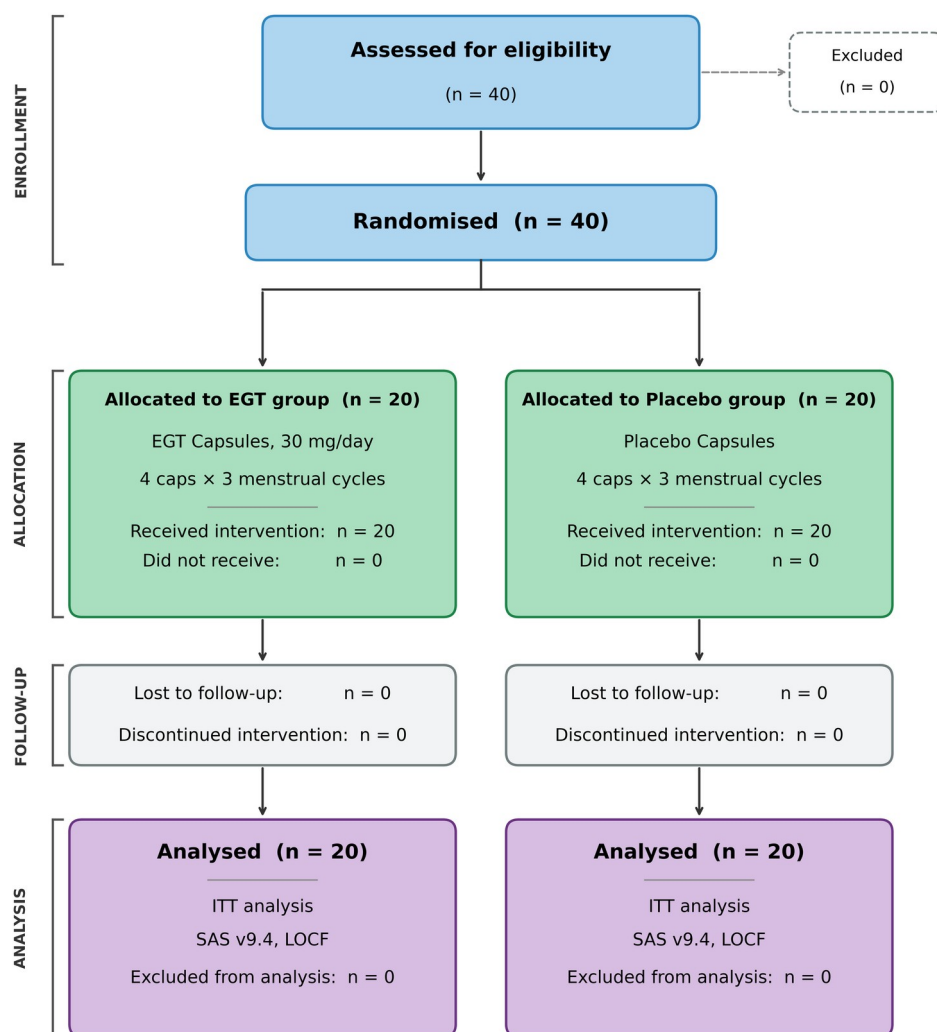 ENROLLMENT
Assessed for eligibility
(n = 40)
Excluded
(n = 0)
Randomised (n = 40)
ALLOCATION
Allocated to EGT group (n = 20)
EGT Capsules, 30 mg/day
4 caps × 3 menstrual cycles
Received intervention: n = 20
Did not receive: n = 0
Allocated to Placebo group (n = 20)
Placebo Capsules
4 caps × 3 menstrual cycles
Received intervention: n = 20
Did not receive: n = 0
FOLLOW-UP
Lost to follow-up: n = 0
Discontinued intervention: n = 0
Lost to follow-up: n = 0
Discontinued intervention: n = 0
ANALYSIS
Analysed (n = 20)
ITT analysis
SAS v9.4, LOCF
Excluded from analysis: n = 0
Analysed (n = 20)
ITT analysis
SAS v9.4, LOCF
Excluded from analysis: n = 0